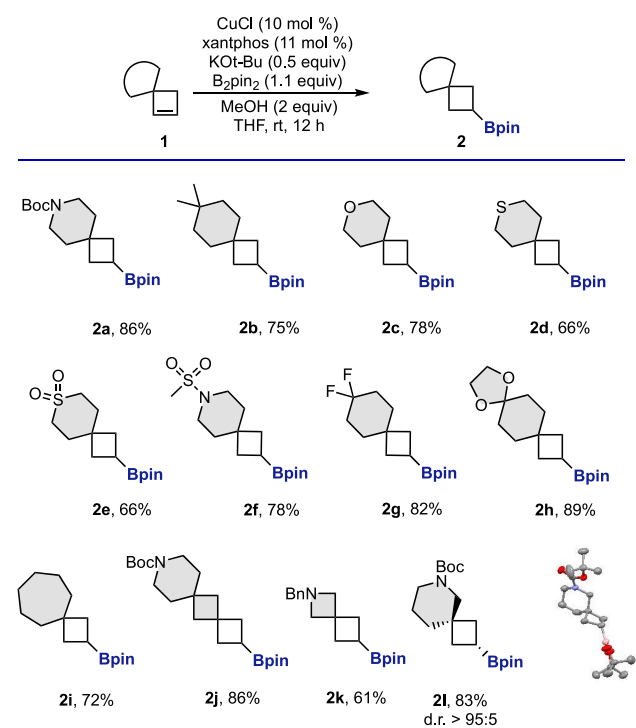 CuCl (10 mol %)
xantphos (11 mol %)
KOt-Bu (0.5 equiv)
B₂pin₂ (1.1 equiv)
MeOH (2 equiv)
THF, rt, 12 h
1
2
Bpin
BocN
O
S
Bpin
Bpin
Bpin
Bpin
2a, 86%
2b, 75%
2c, 78%
2d, 66%
O
O
S
O
O
S
N
F
F
O
O
Bpin
Bpin
Bpin
Bpin
2e, 66%
2f, 78%
2g, 82%
2h, 89%
BocN
BnN
Boc
N
Bpin
Bpin
Bpin
Bpin
2i, 72%
2j, 86%
2k, 61%
2l, 83%
d.r. > 95:5